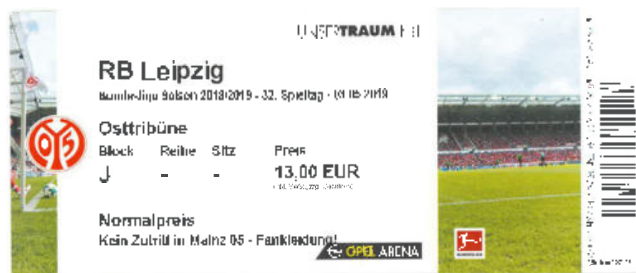 UNSER TRAUM
RB Leipzig
Bundesliga Saison 2018/2019 - 32. Spieltag - 2019
Osttribüne
Block Reihe Sitz Preis
J - - 13,00 EUR
Normalpreis
Kein Zutritt in Mainz 05 - Fankleidung!
OPEL ARENA